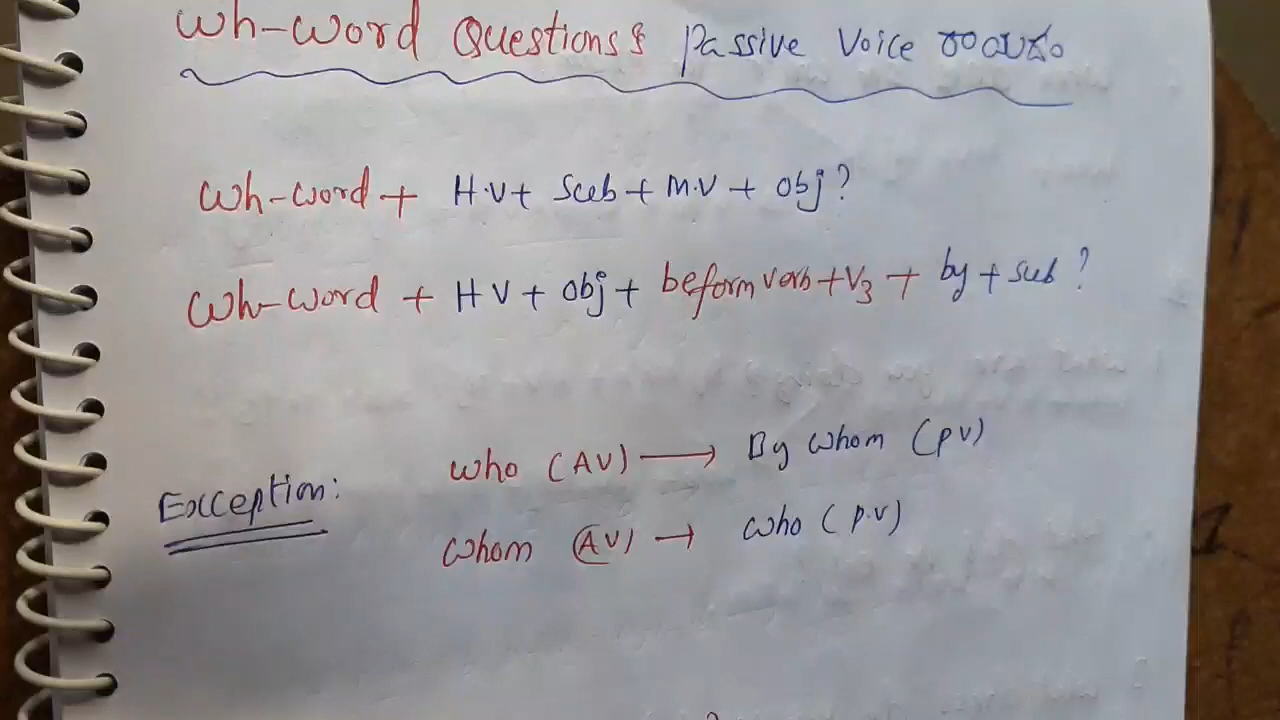 Wh-word Questions & Passive Voice రాయడం
Wh-word + H.V + Sub + M.V + obj?
Wh-word + HV + obj + beform verb + V3 + by + sub?
Who (AV) → By whom (PV)
Exception:
Whom (AV) → Who (P.V)